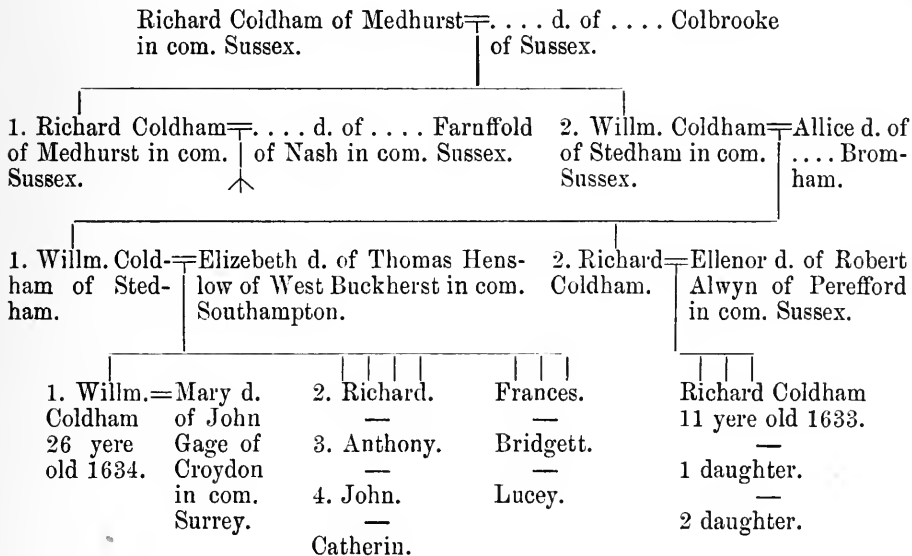 Richard Coldham of Medhurst=. . . . d. of . . . . Colbrooke
in com. Sussex. of Sussex.
1. Richard Coldham=. . . . d. of . . . . Farnffold
of Medhurst in com. of Nash in com. Sussex.
Sussex.
2. Willm. Coldham=Allice d. of
of Stedham in com. . . . . Brom-
Sussex. ham.
1. Willm. Cold-=Elizebeth d. of Thomas Hens-
ham of Sted- low of West Buckherst in com.
ham. Southampton.
2. Richard=Ellenor d. of Robert
Coldham. Alwyn of Perefford
in com. Sussex.
1. Willm.=Mary d.
Coldham of John
26 yere Gage of
old 1634. Croydon
in com.
Surrey.
2. Richard.
—
3. Anthony.
—
4. John.
—
Catherin.
Frances.
—
Bridgett.
—
Lucey.
Richard Coldham
11 yere old 1633.
—
1 daughter.
—
2 daughter.